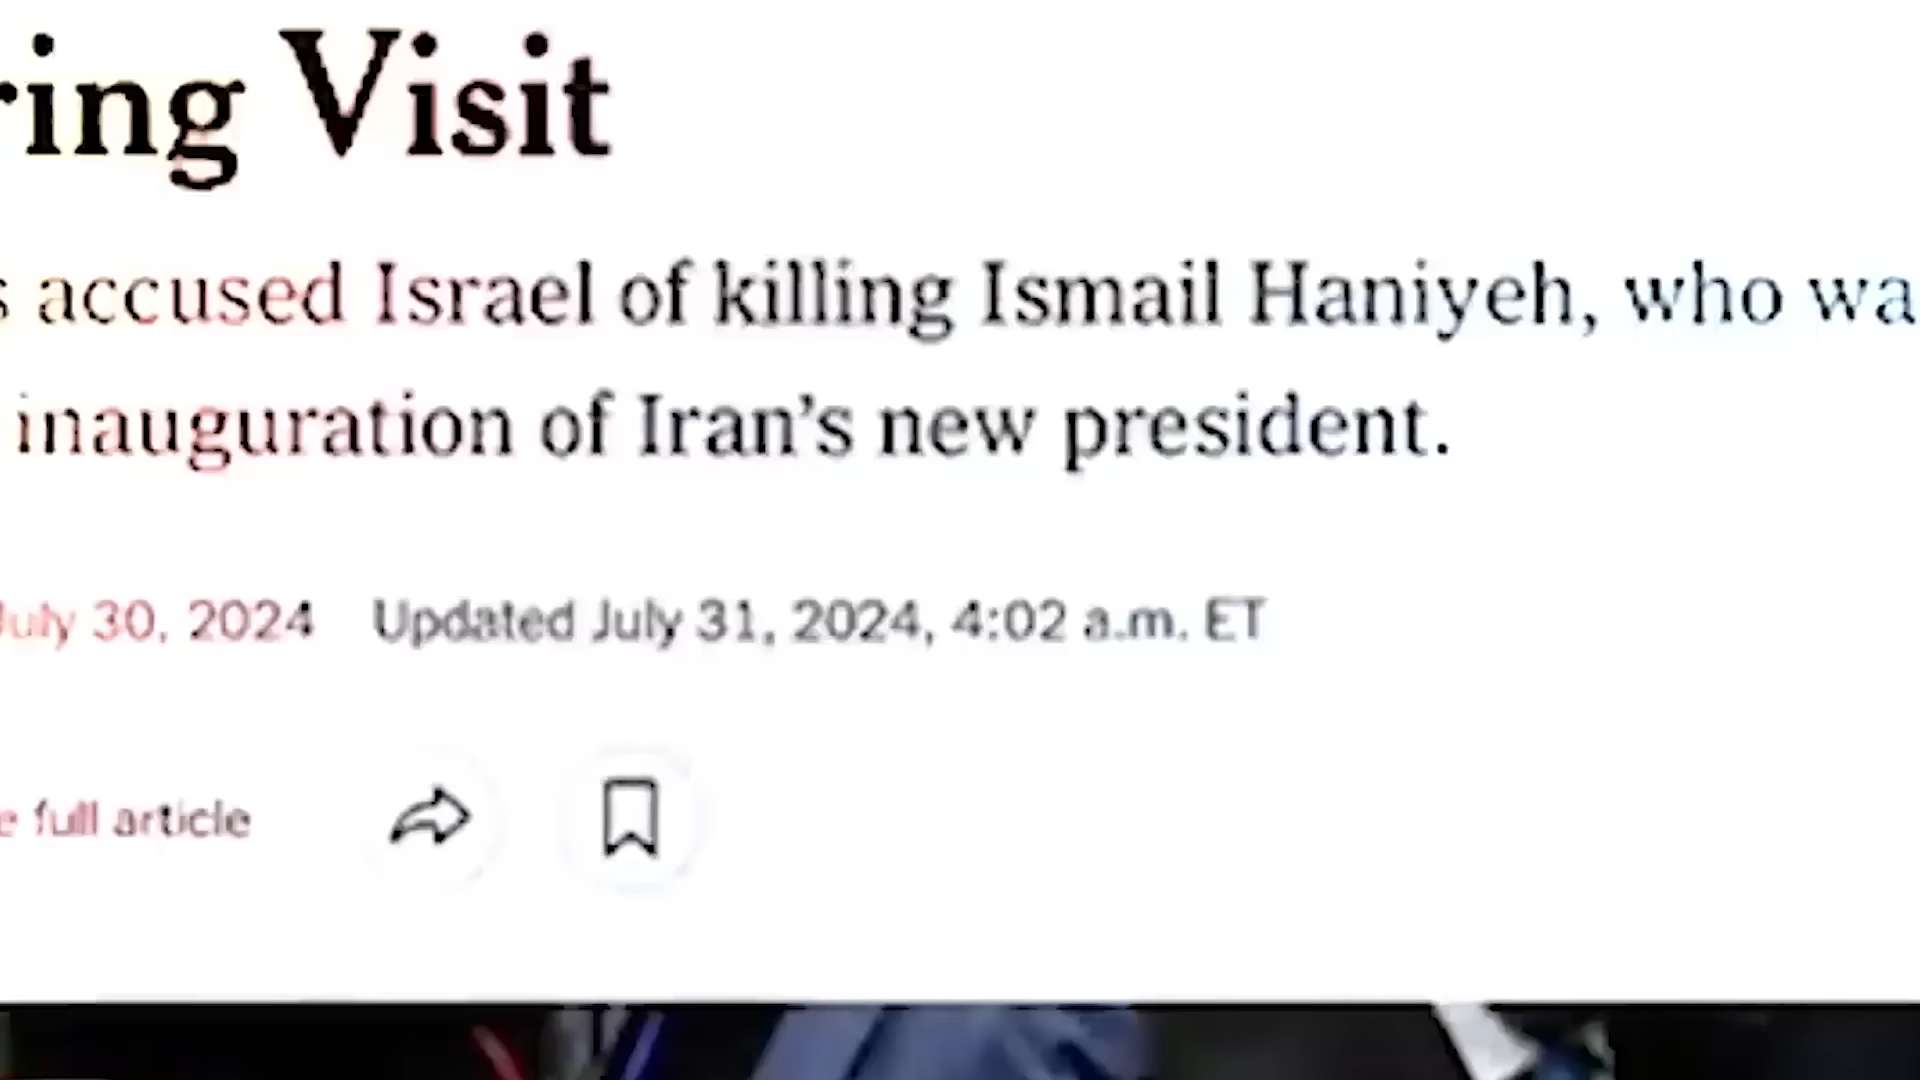 ring Visit
s accused Israel of killing Ismail Haniyeh, who wa
inauguration of Iran's new president.
July 30, 2024 Updated July 31, 2024, 4:02 a.m. ET
e full article